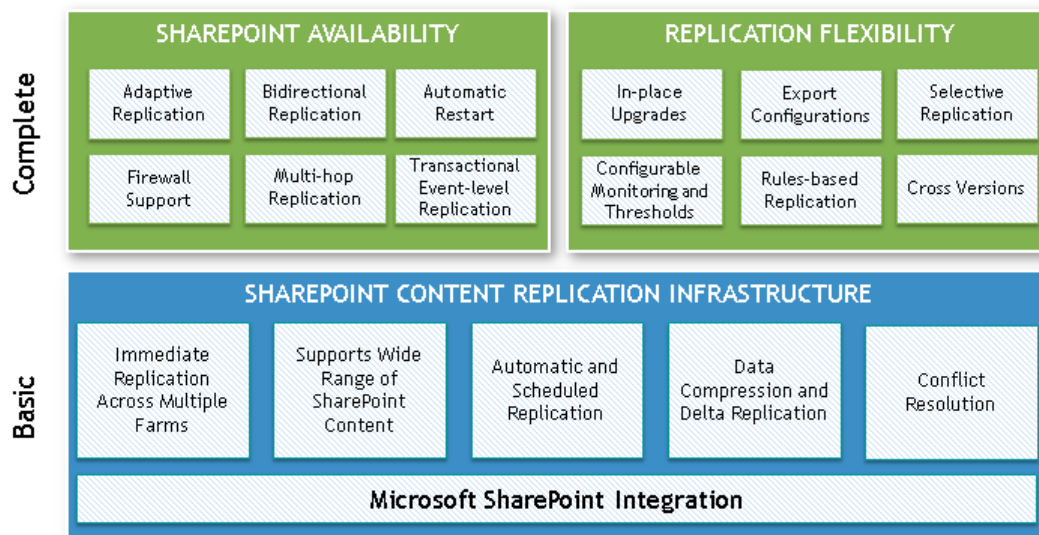 Complete
SHAREPOINT AVAILABILITY
Adaptive
Replication
Bidirectional
Replication
Automatic
Restart
Firewall
Support
Multi-hop
Replication
Transactional
Event-level
Replication
REPLICATION FLEXIBILITY
In-place
Upgrades
Export
Configurations
Selective
Replication
Configurable
Monitoring and
Thresholds
Rules-based
Replication
Cross Versions
Basic
SHAREPOINT CONTENT REPLICATION INFRASTRUCTURE
Immediate
Replication
Across Multiple
Farms
Supports Wide
Range of
SharePoint
Content
Automatic and
Scheduled
Replication
Data
Compression and
Delta Replication
Conflict
Resolution
Microsoft SharePoint Integration